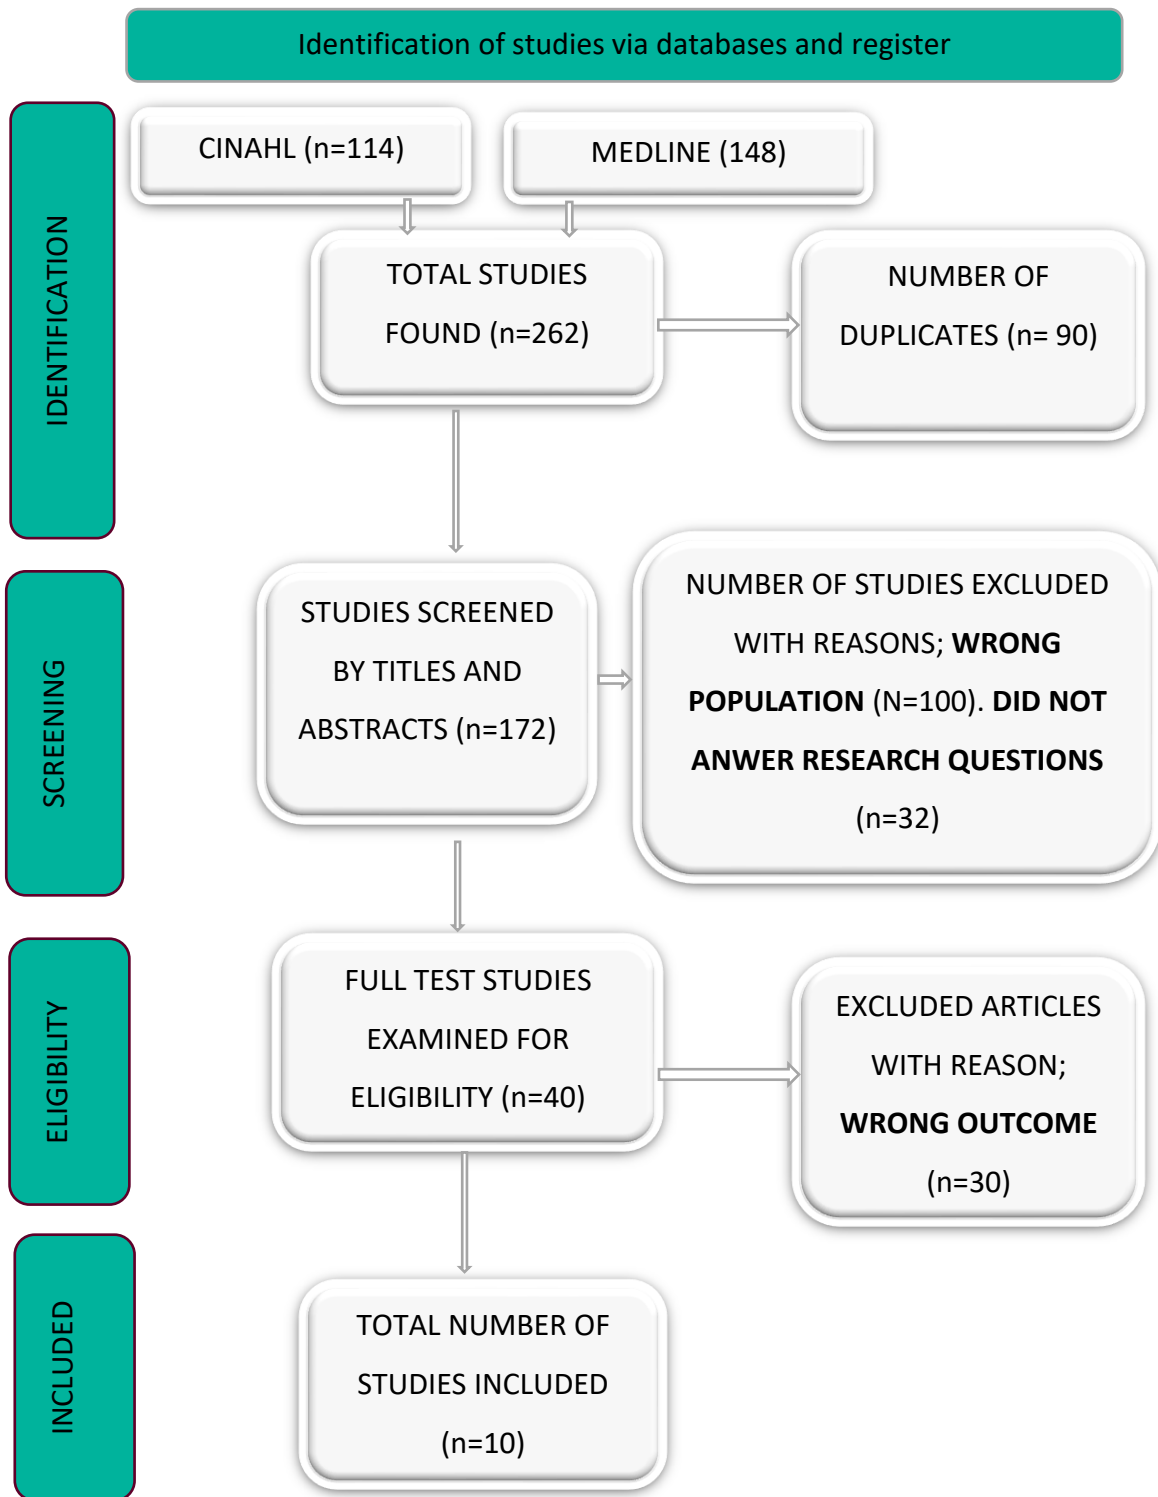 Identification of studies via databases and register
IDENTIFICATION
CINAHL (n=114)
MEDLINE (148)
TOTAL STUDIES
FOUND (n=262)
NUMBER OF
DUPLICATES (n= 90)
SCREENING
STUDIES SCREENED
BY TITLES AND
ABSTRACTS (n=172)
NUMBER OF STUDIES EXCLUDED
WITH REASONS; WRONG
POPULATION (N=100). DID NOT
ANWER RESEARCH QUESTIONS
(n=32)
ELIGIBILITY
FULL TEST STUDIES
EXAMINED FOR
ELIGIBILITY (n=40)
EXCLUDED ARTICLES
WITH REASON;
WRONG OUTCOME
(n=30)
INCLUDED
TOTAL NUMBER OF
STUDIES INCLUDED
(n=10)